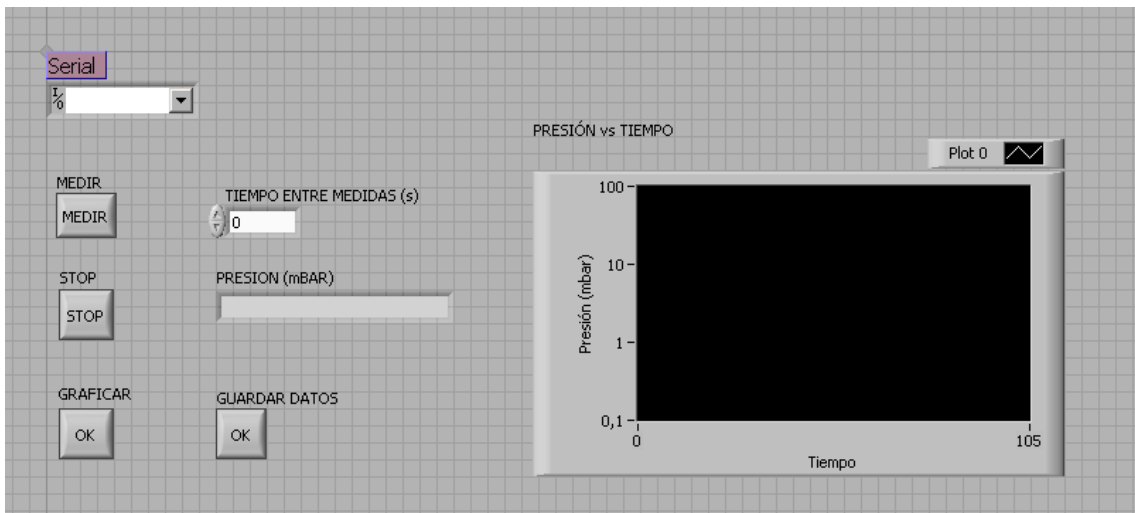 Serial
I/O
PRESIÓN vs TIEMPO
Plot 0
MEDIR
MEDIR
TIEMPO ENTRE MEDIDAS (s)
0
STOP
STOP
PRESION (mBAR)
GRAFICAR
OK
GUARDAR DATOS
OK
100
10
1
0,1
Presión (mbar)
0
105
Tiempo